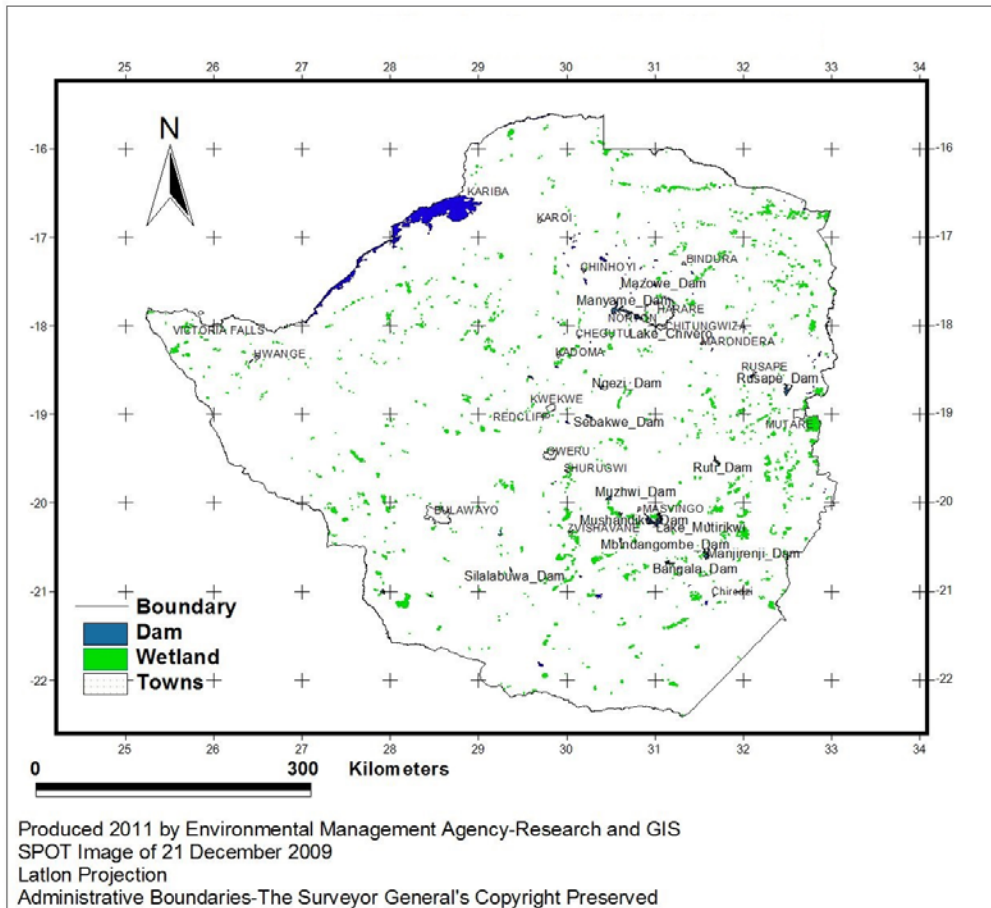 25 26 27 28 29 30 31 32 33 34
N
-16 -16
KARIBA
KAROI
-17 -17
CHINHOYI BINDURA
Mazowe_Dam
Manyame_Dam
HARARE
NORTON
-18 CHITUNGWIZA -18
VICTORIA FALLS
CHEGUTU Lake_Chivero
MARONDERA
HWANGE KADOMA
RUSAPE
Ngezi_Dam Rusape_Dam
KWEKWE
-19 REDCLIFF -19
Sebakwe_Dam MUTARE
GWERU
SHURUGWI Ruti_Dam
Muzhwi_Dam
-20 -20
BULAWAYO MASVINGO
Mushandike_Dam
ZVISHAVANE Lake_Mutirikwi
Mbindangombe_Dam
Manjirenji_Dam
Silalabuwa_Dam Bangala_Dam
-21 Chiredzi -21
Boundary
Dam
Wetland
Towns
-22 -22
25 26 27 28 29 30 31 32 33 34
0 300 Kilometers
Produced 2011 by Environmental Management Agency-Research and GIS
SPOT Image of 21 December 2009
Latlon Projection
Administrative Boundaries-The Surveyor General's Copyright Preserved